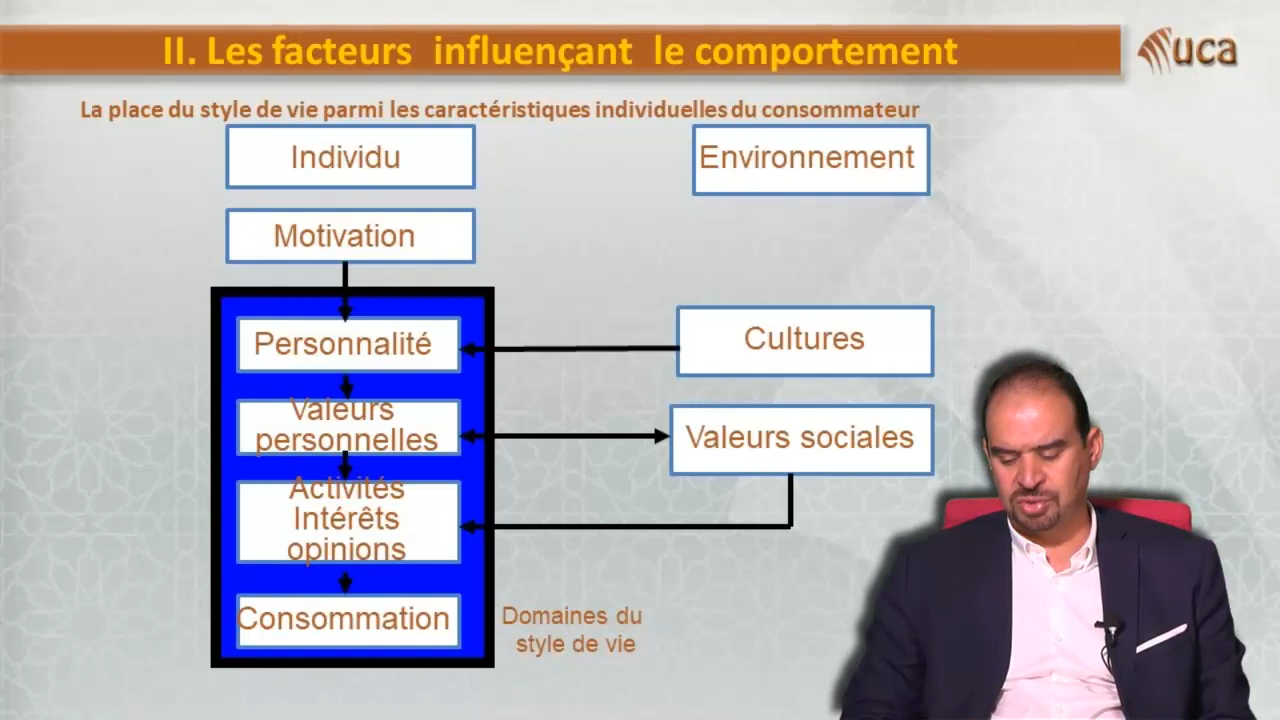 II. Les facteurs influençant le comportement
uca
La place du style de vie parmi les caractéristiques individuelles du consommateur
Individu
Environnement
Motivation
Personnalité
Cultures
Valeurs
personnelles
Valeurs sociales
Activités
Intérêts
opinions
Consommation
Domaines du
style de vie